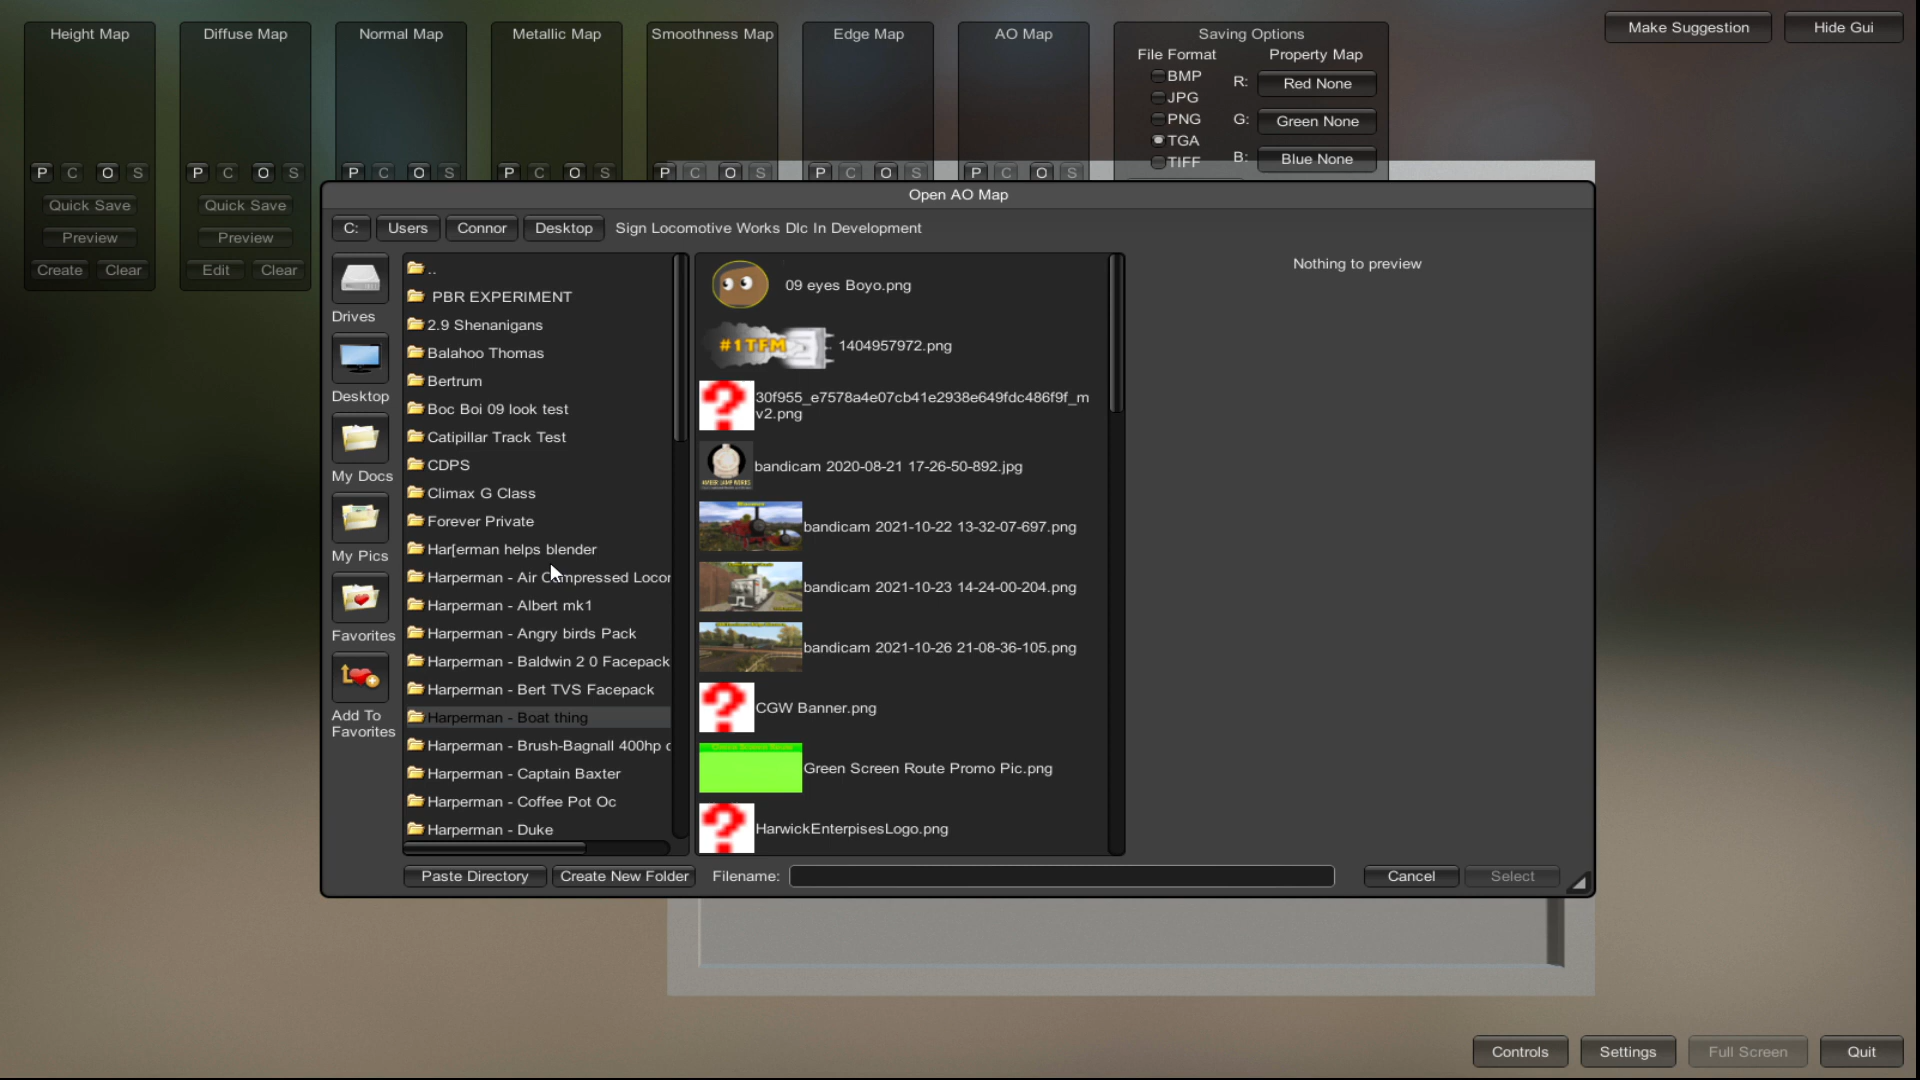 Height Map
Diffuse Map
Normal Map
Metallic Map
Smoothness Map
Edge Map
AO Map
Saving Options
File Format
Property Map
BMP
JPG
PNG
TGA
TIFF
R: Red None
G: Green None
B: Blue None
Make Suggestion
Hide Gui
P C O S
P C O S
P C O S
P C O S
P C O S
P C O S
P C O S
Quick Save
Quick Save
Preview
Preview
Create Clear
Edit Clear
Open AO Map
C: Users Connor Desktop Sign Locomotive Works Dlc In Development
Drives
Desktop
My Docs
My Pics
Favorites
Add To
Favorites
..
PBR EXPERIMENT
2.9 Shenanigans
Balahoo Thomas
Bertrum
Boc Boi 09 look test
Catipillar Track Test
CDPS
Climax G Class
Forever Private
Har[erman helps blender
Harperman - Air Compressed Locor
Harperman - Albert mk1
Harperman - Angry birds Pack
Harperman - Baldwin 2 0 Facepack
Harperman - Bert TVS Facepack
Harperman - Boat thing
Harperman - Brush-Bagnall 400hp
Harperman - Captain Baxter
Harperman - Coffee Pot Oc
Harperman - Duke
09 eyes Boyo.png
#1TFM
1404957972.png
30f955_e7578a4e07cb41e2938e649fdc486f9f_m
v2.png
bandicam 2020-08-21 17-26-50-892.jpg
bandicam 2021-10-22 13-32-07-697.png
bandicam 2021-10-23 14-24-00-204.png
bandicam 2021-10-26 21-08-36-105.png
CGW Banner.png
Green Screen Route Promo Pic.png
HarwickEnterpisesLogo.png
Nothing to preview
Paste Directory
Create New Folder
Filename:
Cancel
Select
Controls
Settings
Full Screen
Quit